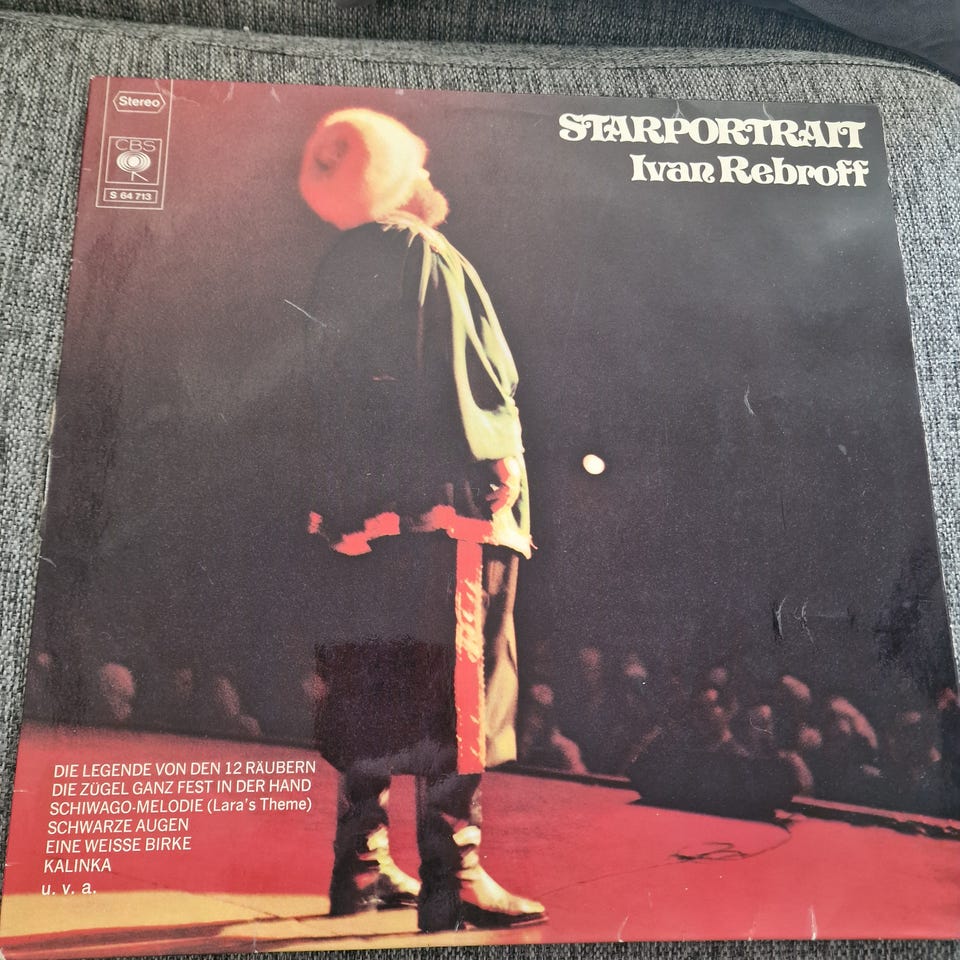 Stereo
CBS
S 64 713
STARPORTRAIT
Ivan Rebroff
DIE LEGENDE VON DEN 12 RÄUBERN
DIE ZÜGEL GANZ FEST IN DER HAND
SCHIWAGO-MELODIE (Lara's Theme)
SCHWARZE AUGEN
EINE WEISSE BIRKE
KALINKA
u. v. a.